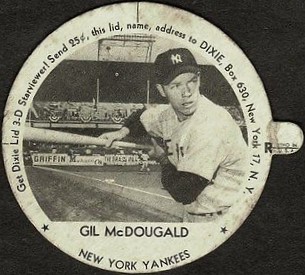 Get Dixie Lid 3-D Starviewer! Send 25¢, this lid, name, address to DIXIE, Box 630, New York 17, N.Y.
NY
GRIFFIN
GIL McDOUGALD
NEW YORK YANKEES